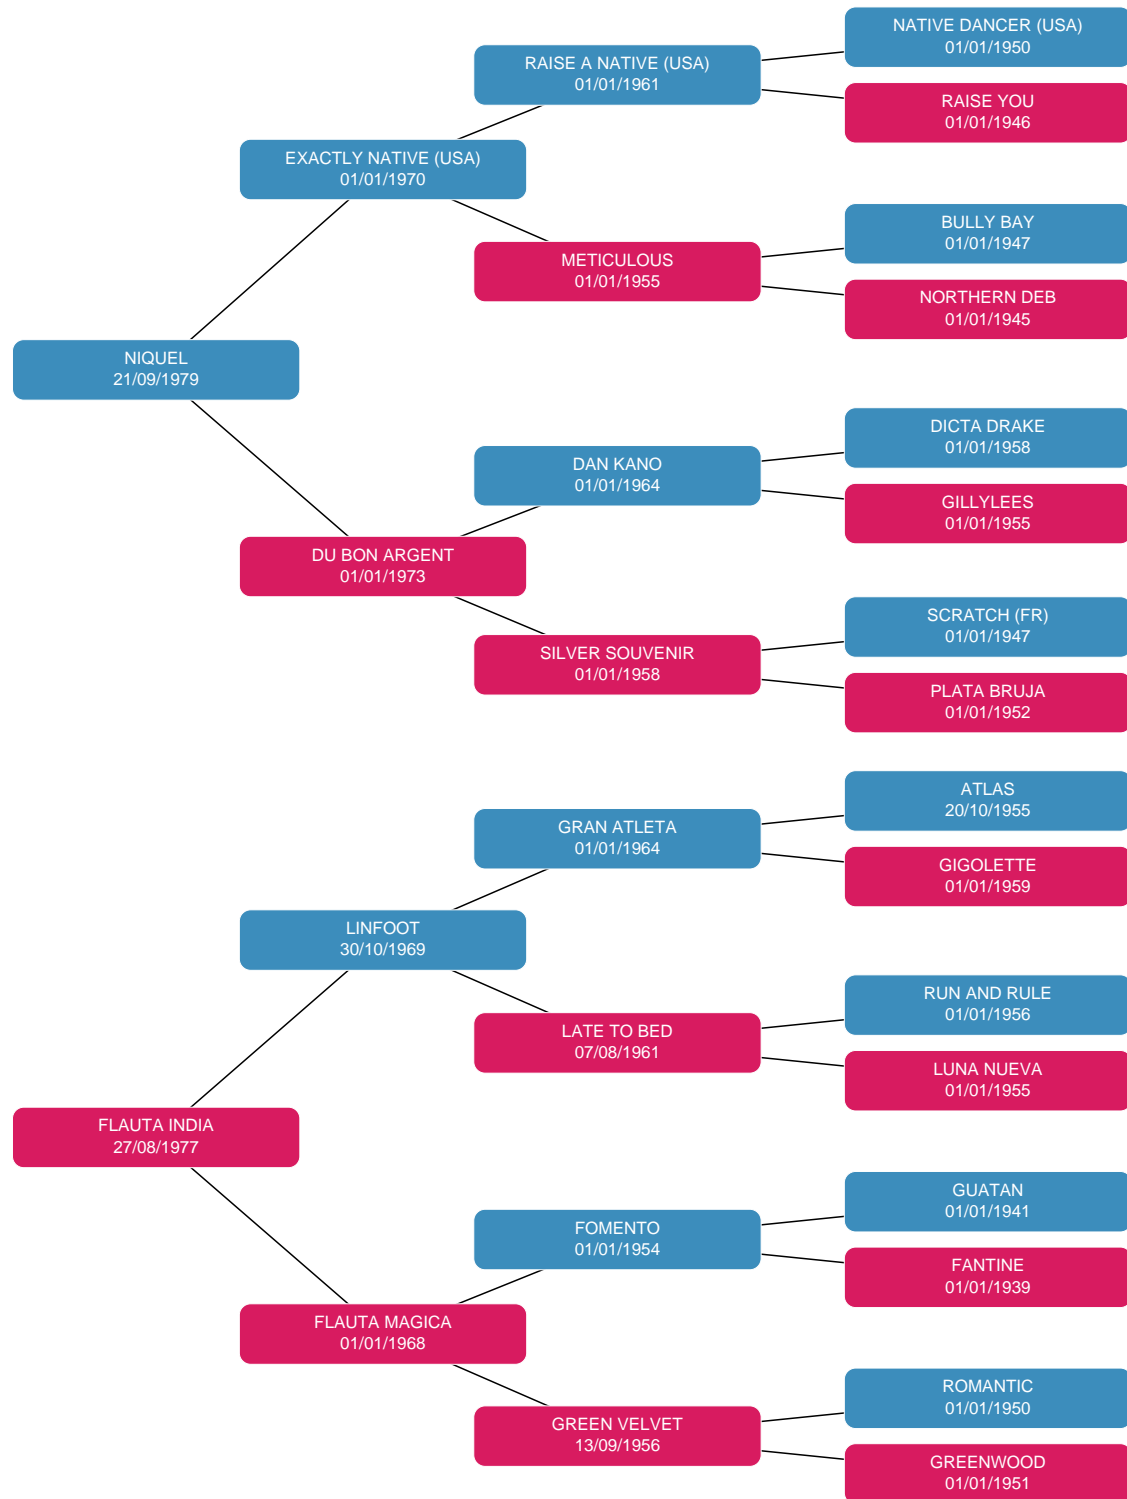 NATIVE DANCER (USA)
01/01/1950
RAISE A NATIVE (USA)
01/01/1961
RAISE YOU
01/01/1946
EXACTLY NATIVE (USA)
01/01/1970
BULLY BAY
01/01/1947
METICULOUS
01/01/1955
NORTHERN DEB
01/01/1945
NIQUEL
21/09/1979
DICTA DRAKE
01/01/1958
DAN KANO
01/01/1964
GILLYLEES
01/01/1955
DU BON ARGENT
01/01/1973
SCRATCH (FR)
01/01/1947
SILVER SOUVENIR
01/01/1958
PLATA BRUJA
01/01/1952
ATLAS
20/10/1955
GRAN ATLETA
01/01/1964
GIGOLETTE
01/01/1959
LINFOOT
30/10/1969
RUN AND RULE
01/01/1956
LATE TO BED
07/08/1961
LUNA NUEVA
01/01/1955
FLAUTA INDIA
27/08/1977
GUATAN
01/01/1941
FOMENTO
01/01/1954
FANTINE
01/01/1939
FLAUTA MAGICA
01/01/1968
ROMANTIC
01/01/1950
GREEN VELVET
13/09/1956
GREENWOOD
01/01/1951